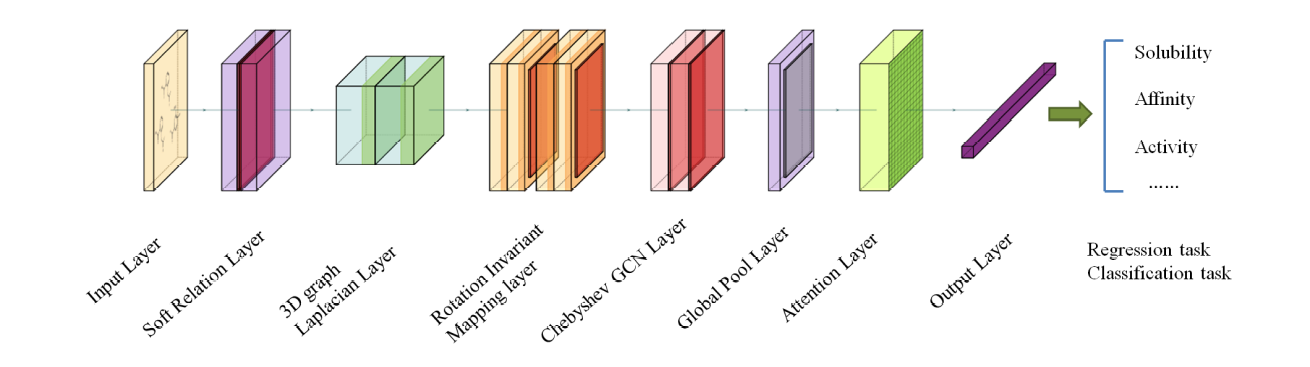 Solubility
Affinity
Activity
......
Input Layer
Soft Relation Layer
3D graph
Laplacian Layer
Rotation Invariant
Mapping layer
Chebyshev GCN Layer
Global Pool Layer
Attention Layer
Output Layer
Regression task
Classification task